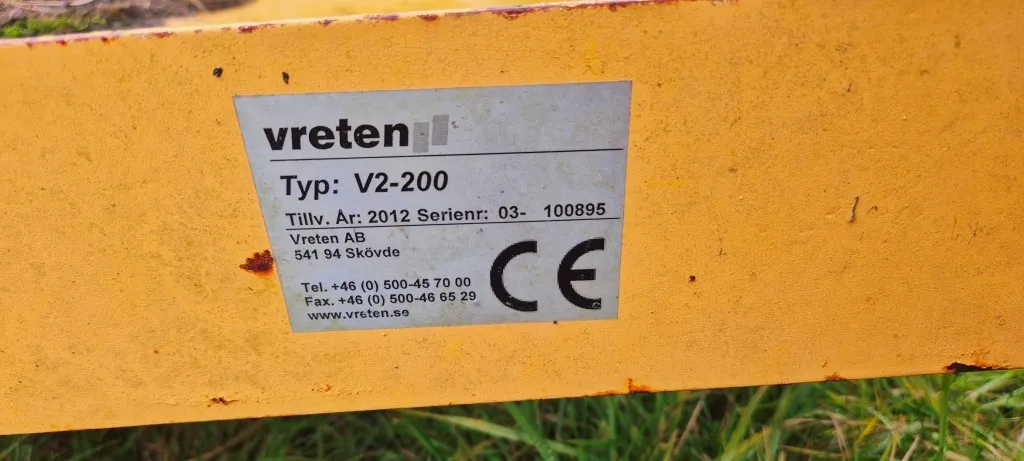 vreten
Typ: V2-200
Tillv. År: 2012 Serienr: 03- 100895
Vreten AB
541 94 Skövde
Tel. +46 (0) 500-45 70 00
Fax. +46 (0) 500-46 65 29
www.vreten.se
CE